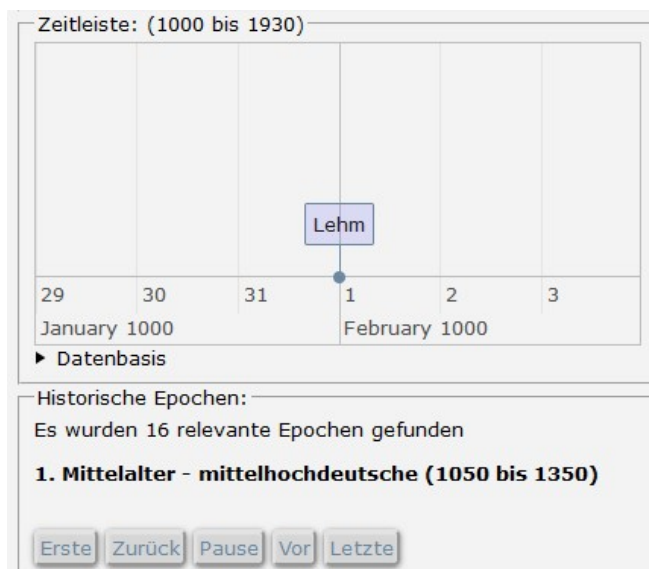 Zeitleiste: (1000 bis 1930)
Lehm
29 30 31 1 2 3
January 1000 February 1000
▶ Datenbasis
Historische Epochen:
Es wurden 16 relevante Epochen gefunden
1. Mittelalter - mittelhochdeutsche (1050 bis 1350)
Erste Zurück Pause Vor Letzte